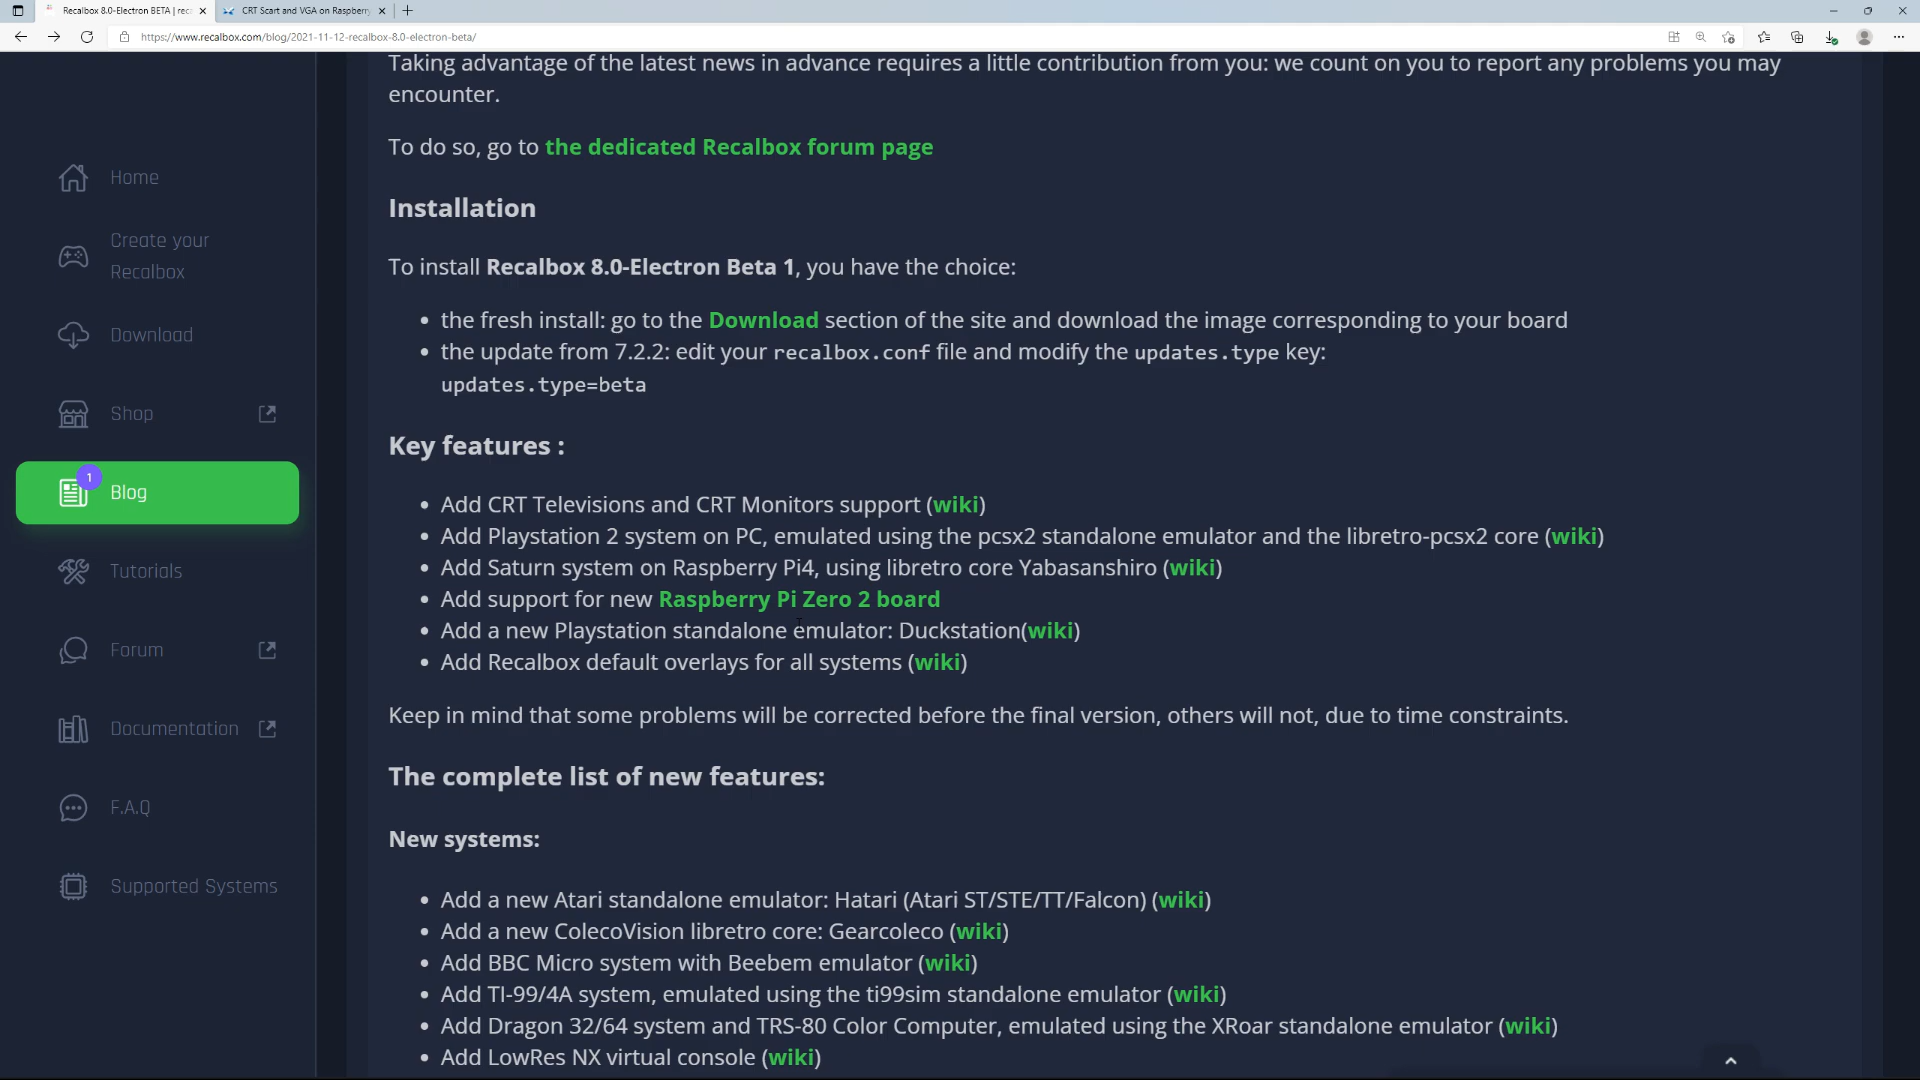 Recalbox 8.0-Electron BETA | rec
CRT Scart and VGA on Raspberry
https://www.recalbox.com/blog/2021-11-12-recalbox-8.0-electron-beta/
Home
Create your
Recalbox
Download
Shop
1
Blog
Tutorials
Forum
Documentation
F.A.Q
Supported Systems
Taking advantage of the latest news in advance requires a little contribution from you: we count on you to report any problems you may
encounter.
To do so, go to the dedicated Recalbox forum page
Installation
To install Recalbox 8.0-Electron Beta 1, you have the choice:
• the fresh install: go to the Download section of the site and download the image corresponding to your board
• the update from 7.2.2: edit your recalbox.conf file and modify the updates.type key:
updates.type=beta
Key features :
• Add CRT Televisions and CRT Monitors support (wiki)
• Add Playstation 2 system on PC, emulated using the pcsx2 standalone emulator and the libretro-pcsx2 core (wiki)
• Add Saturn system on Raspberry Pi4, using libretro core Yabasanshiro (wiki)
• Add support for new Raspberry Pi Zero 2 board
• Add a new Playstation standalone emulator: Duckstation(wiki)
• Add Recalbox default overlays for all systems (wiki)
Keep in mind that some problems will be corrected before the final version, others will not, due to time constraints.
The complete list of new features:
New systems:
• Add a new Atari standalone emulator: Hatari (Atari ST/STE/TT/Falcon) (wiki)
• Add a new ColecoVision libretro core: Gearcoleco (wiki)
• Add BBC Micro system with Beebem emulator (wiki)
• Add TI-99/4A system, emulated using the ti99sim standalone emulator (wiki)
• Add Dragon 32/64 system and TRS-80 Color Computer, emulated using the XRoar standalone emulator (wiki)
• Add LowRes NX virtual console (wiki)